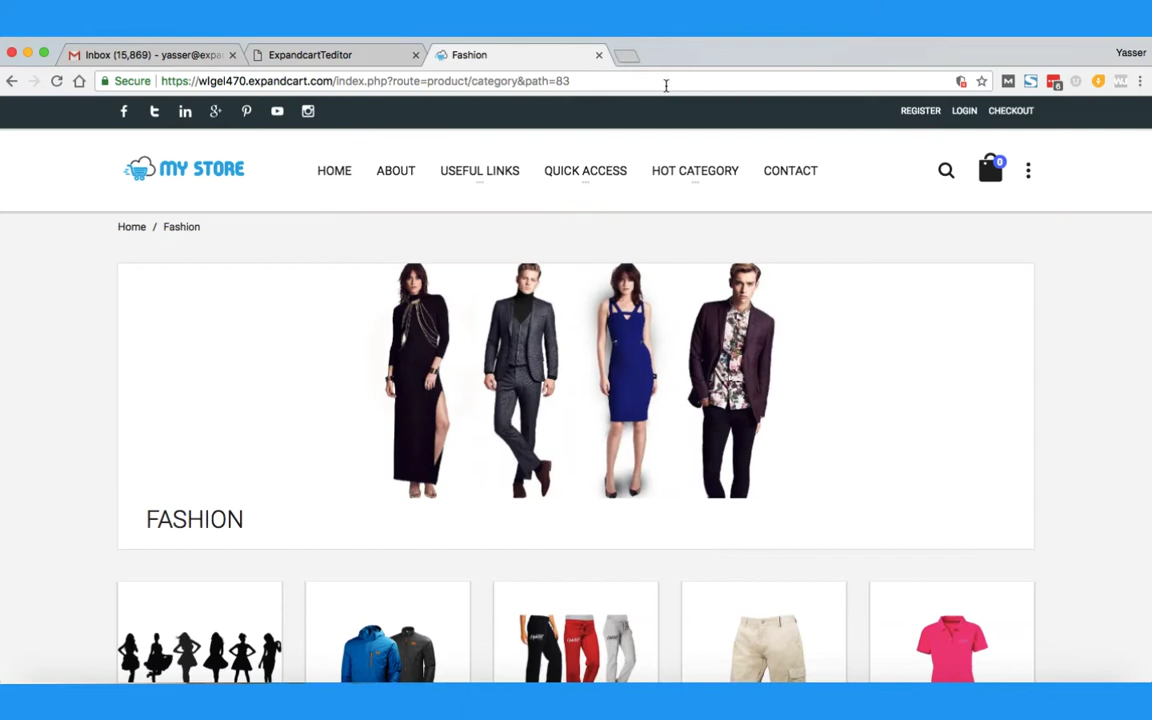 Inbox (15,869) - yasser@expa
ExpandcartTeditor
Fashion
Yasser
Secure
https://wlgel470.expandcart.com/index.php?route=product/category&path=83
6
REGISTER LOGIN CHECKOUT
MY STORE
HOME ABOUT USEFUL LINKS QUICK ACCESS HOT CATEGORY CONTACT
0
Home / Fashion
FASHION